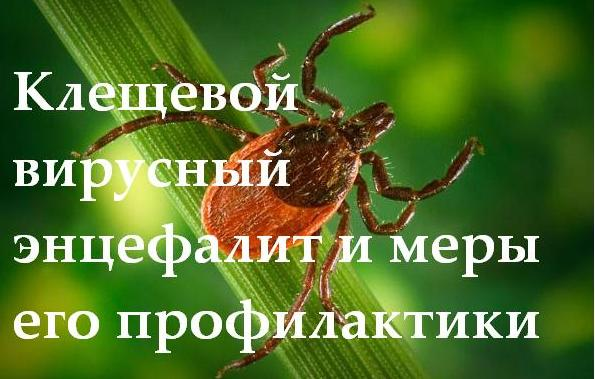 Клещевой
вирусный
энцефалит и меры
его профилактики